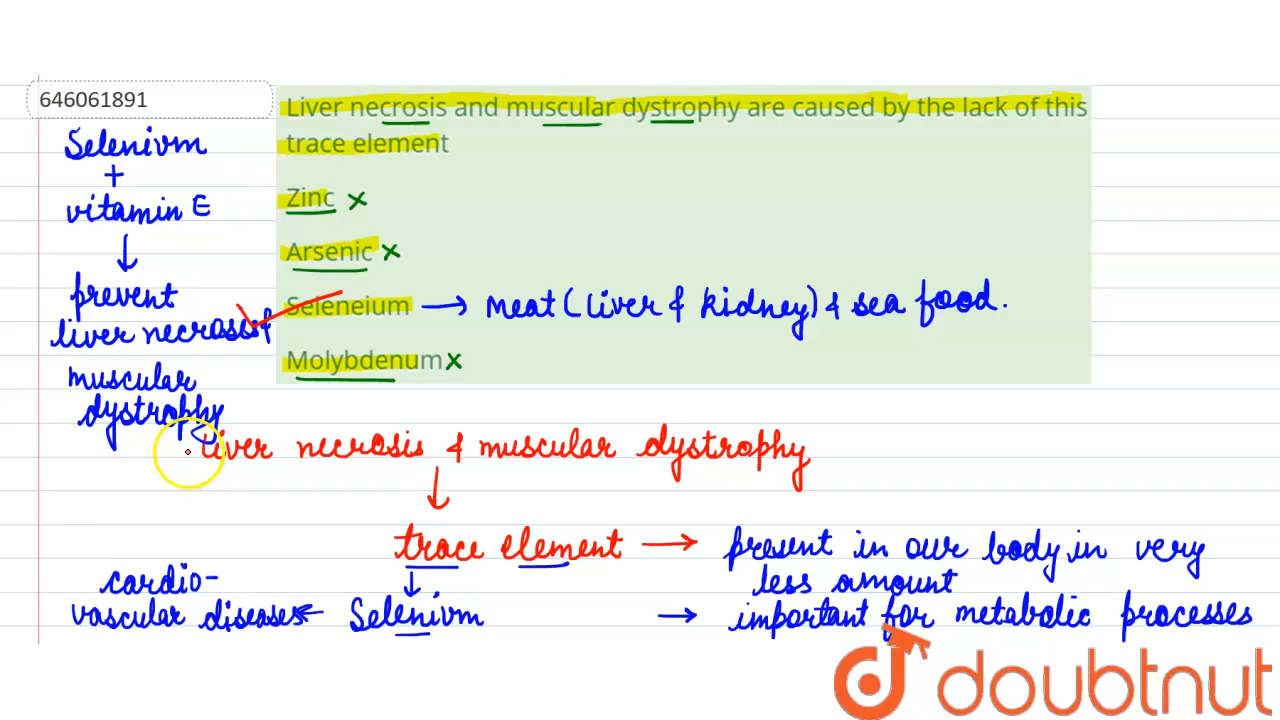 646061891
Liver necrosis and muscular dystrophy are caused by the lack of this
trace element
Zinc ×
Arsenic ×
Seleneium → Meat (liver & kidney) & sea food.
Molybdenum ×
Selenium
+
vitamin E
↓
prevent
liver necrosis &
muscular
dystrophy
Liver necrosis & muscular dystrophy
↓
trace element → present in our body in very
less amount
↓
cardio-
vascular diseases ← Selenium → important for metabolic processes
doubtnut